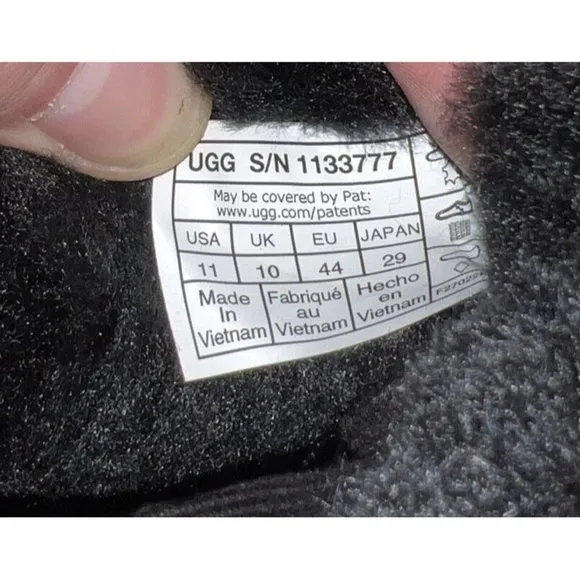 UGG S/N 1133777
May be covered by Pat:
www.ugg.com/patents
USA UK EU JAPAN
11 10 44 29
Made In Vietnam
Fabriqué au Vietnam
Hecho en Vietnam